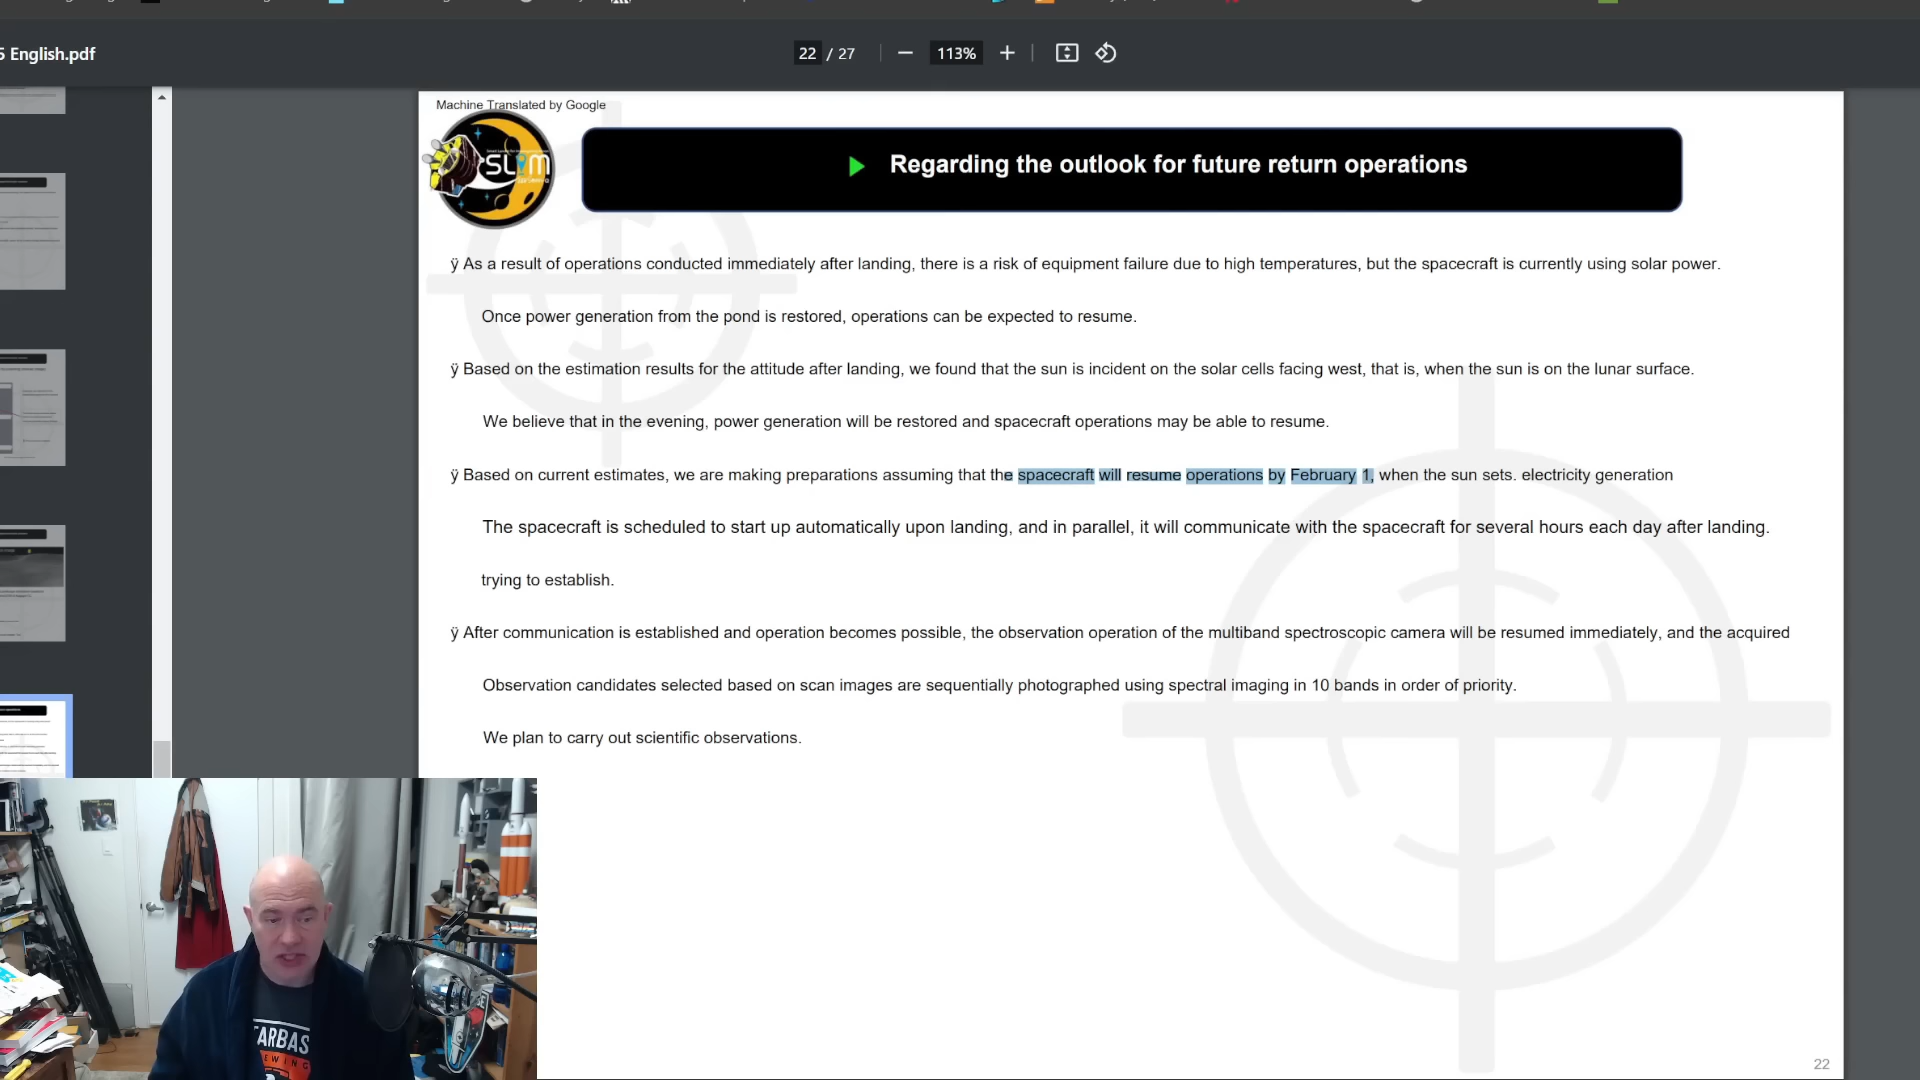 5 English.pdf
22 / 27
113%
Machine Translated by Google
SLIM
Regarding the outlook for future return operations
ÿ As a result of operations conducted immediately after landing, there is a risk of equipment failure due to high temperatures, but the spacecraft is currently using solar power.
Once power generation from the pond is restored, operations can be expected to resume.
ÿ Based on the estimation results for the attitude after landing, we found that the sun is incident on the solar cells facing west, that is, when the sun is on the lunar surface.
We believe that in the evening, power generation will be restored and spacecraft operations may be able to resume.
ÿ Based on current estimates, we are making preparations assuming that the spacecraft will resume operations by February 1, when the sun sets. electricity generation
The spacecraft is scheduled to start up automatically upon landing, and in parallel, it will communicate with the spacecraft for several hours each day after landing.
trying to establish.
ÿ After communication is established and operation becomes possible, the observation operation of the multiband spectroscopic camera will be resumed immediately, and the acquired
Observation candidates selected based on scan images are sequentially photographed using spectral imaging in 10 bands in order of priority.
We plan to carry out scientific observations.
ARBAS
EWING
22